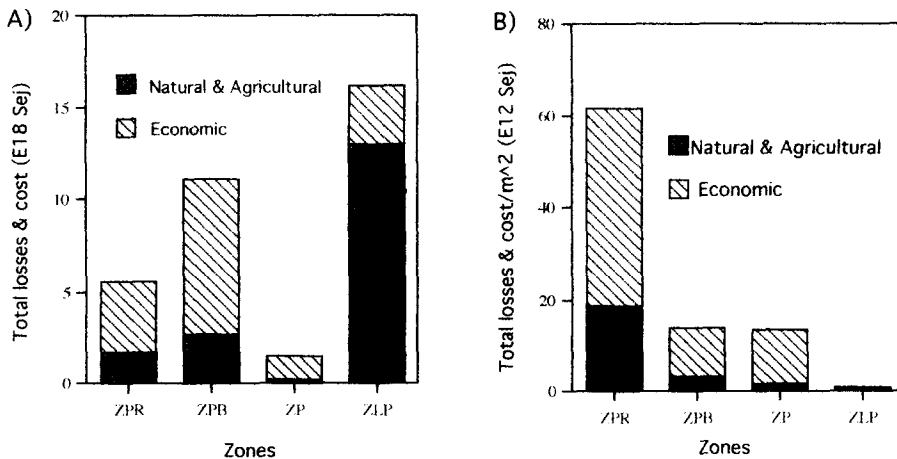 A)
Total losses & cost (E18 Sej)
20
15
10
5
0
Natural & Agricultural
Economic
ZPR ZPB ZP ZLP
Zones
B)
Total losses & cost/m^2 (E12 Sej)
80
60
40
20
0
Natural & Agricultural
Economic
ZPR ZPB ZP ZLP
Zones